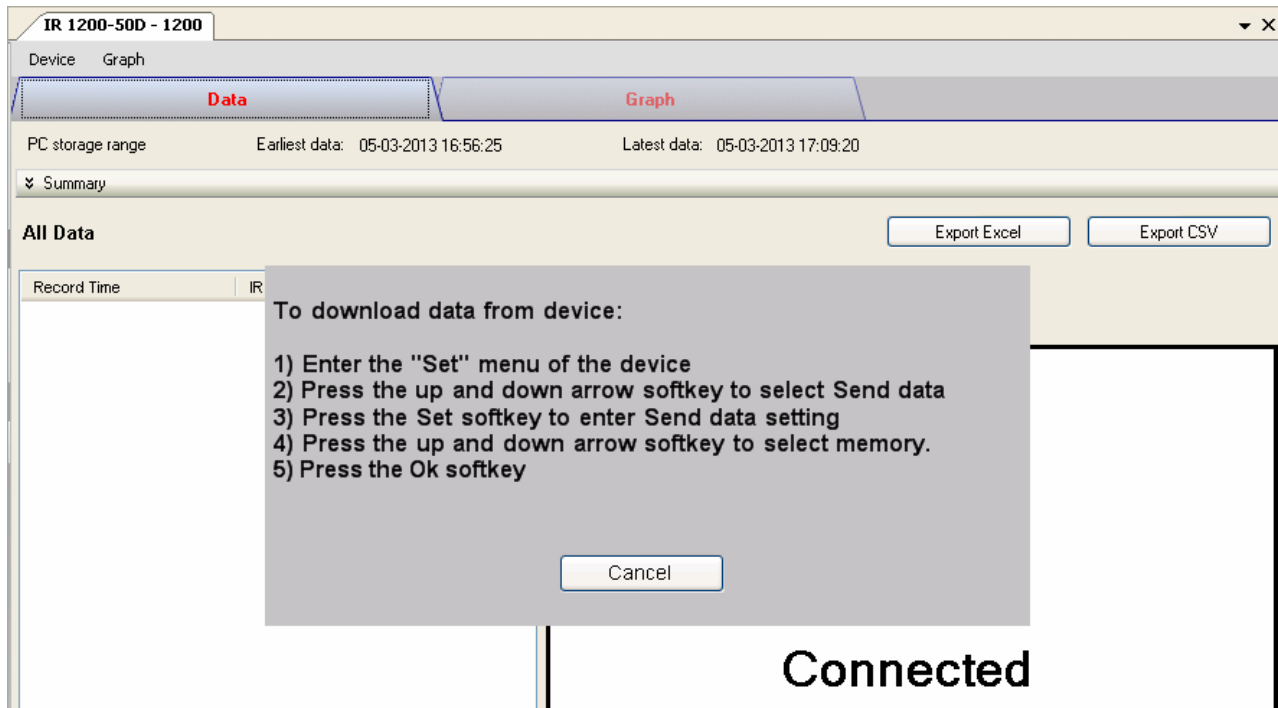 IR 1200-50D - 1200
Device Graph
Data Graph
PC storage range Earliest data: 05-03-2013 16:56:25 Latest data: 05-03-2013 17:09:20
Summary
All Data Export Excel Export CSV
Record Time IR
To download data from device:
1) Enter the "Set" menu of the device
2) Press the up and down arrow softkey to select Send data
3) Press the Set softkey to enter Send data setting
4) Press the up and down arrow softkey to select memory.
5) Press the Ok softkey
Cancel
Connected